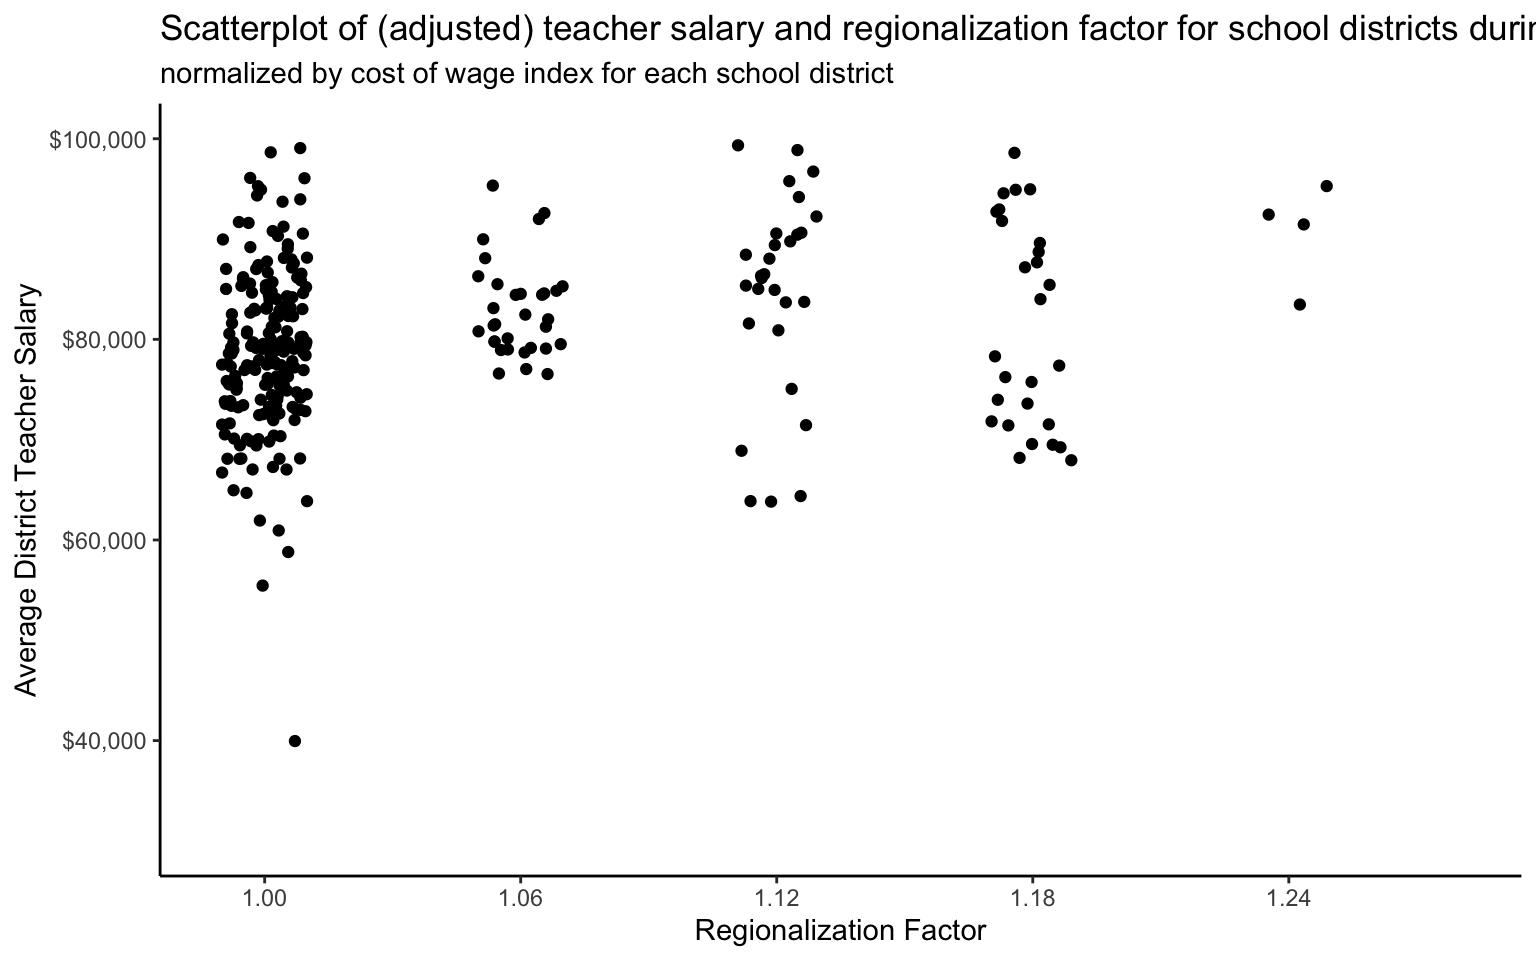 Scatterplot of (adjusted) teacher salary and regionalization factor for school districts
normalized by cost of wage index for each school district
Average District Teacher Salary
$100,000
$80,000
$60,000
$40,000
1.00
1.06
1.12
1.18
1.24
Regionalization Factor